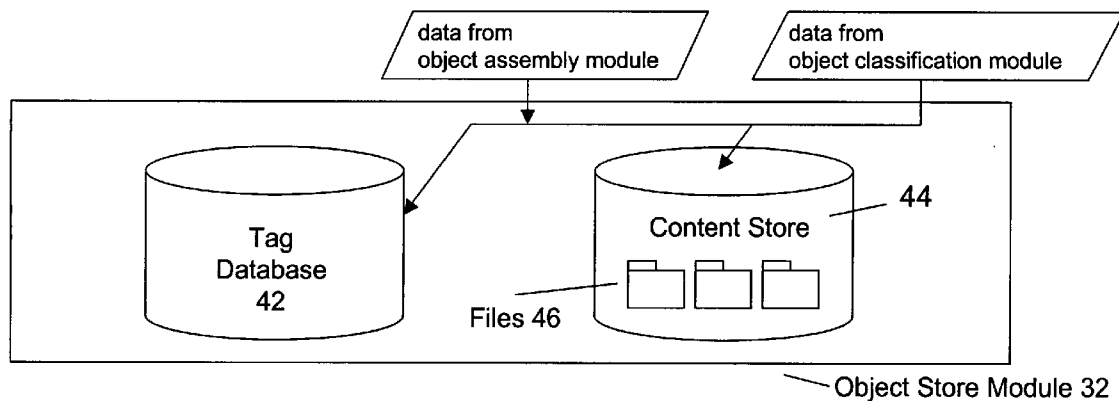 data from
object assembly module
data from
object classification module
Tag
Database
42
Content Store
44
Files 46
Object Store Module 32